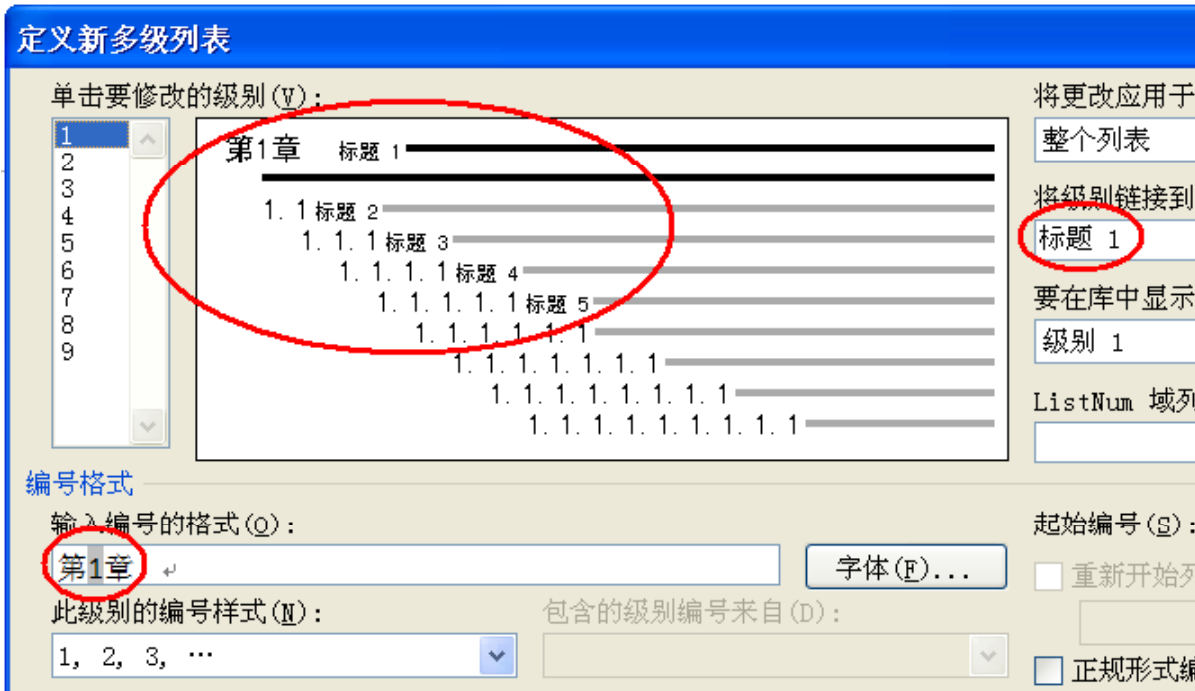 定义新多级列表
单击要修改的级别(V):
将更改应用于
1
2
3
4
5
6
7
8
9
第1章 标题 1
1. 1 标题 2
1. 1. 1 标题 3
1. 1. 1. 1 标题 4
1. 1. 1. 1. 1 标题 5
1. 1. 1. 1. 1. 1
1. 1. 1. 1. 1. 1. 1
1. 1. 1. 1. 1. 1. 1. 1
1. 1. 1. 1. 1. 1. 1. 1. 1
整个列表
将级别链接到
标题 1
要在库中显示
级别 1
ListNum 域列
编号格式
输入编号的格式(O):
第1章 ↵
字体(F)...
起始编号(S):
重新开始列
此级别的编号样式(N):
包含的级别编号来自(D):
1, 2, 3, …
正规形式编